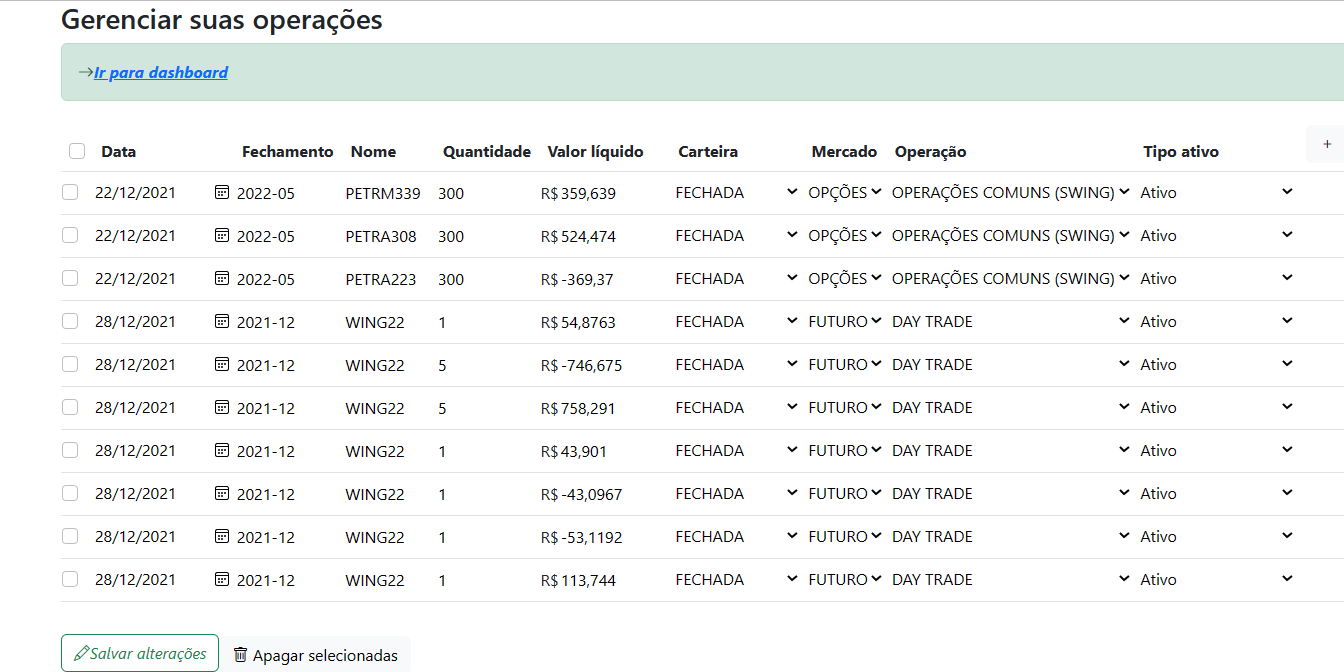 Gerenciar suas operações
→Ir para dashboard
Data Fechamento Nome Quantidade Valor líquido Carteira Mercado Operação Tipo ativo +
22/12/2021 2022-05 PETRM339 300 R$ 359,639 FECHADA OPÇÕES OPERAÇÕES COMUNS (SWING) Ativo
22/12/2021 2022-05 PETRA308 300 R$ 524,474 FECHADA OPÇÕES OPERAÇÕES COMUNS (SWING) Ativo
22/12/2021 2022-05 PETRA223 300 R$ -369,37 FECHADA OPÇÕES OPERAÇÕES COMUNS (SWING) Ativo
28/12/2021 2021-12 WING22 1 R$ 54,8763 FECHADA FUTURO DAY TRADE Ativo
28/12/2021 2021-12 WING22 5 R$ -746,675 FECHADA FUTURO DAY TRADE Ativo
28/12/2021 2021-12 WING22 5 R$ 758,291 FECHADA FUTURO DAY TRADE Ativo
28/12/2021 2021-12 WING22 1 R$ 43,901 FECHADA FUTURO DAY TRADE Ativo
28/12/2021 2021-12 WING22 1 R$ -43,0967 FECHADA FUTURO DAY TRADE Ativo
28/12/2021 2021-12 WING22 1 R$ -53,1192 FECHADA FUTURO DAY TRADE Ativo
28/12/2021 2021-12 WING22 1 R$ 113,744 FECHADA FUTURO DAY TRADE Ativo
Salvar alterações Apagar selecionadas